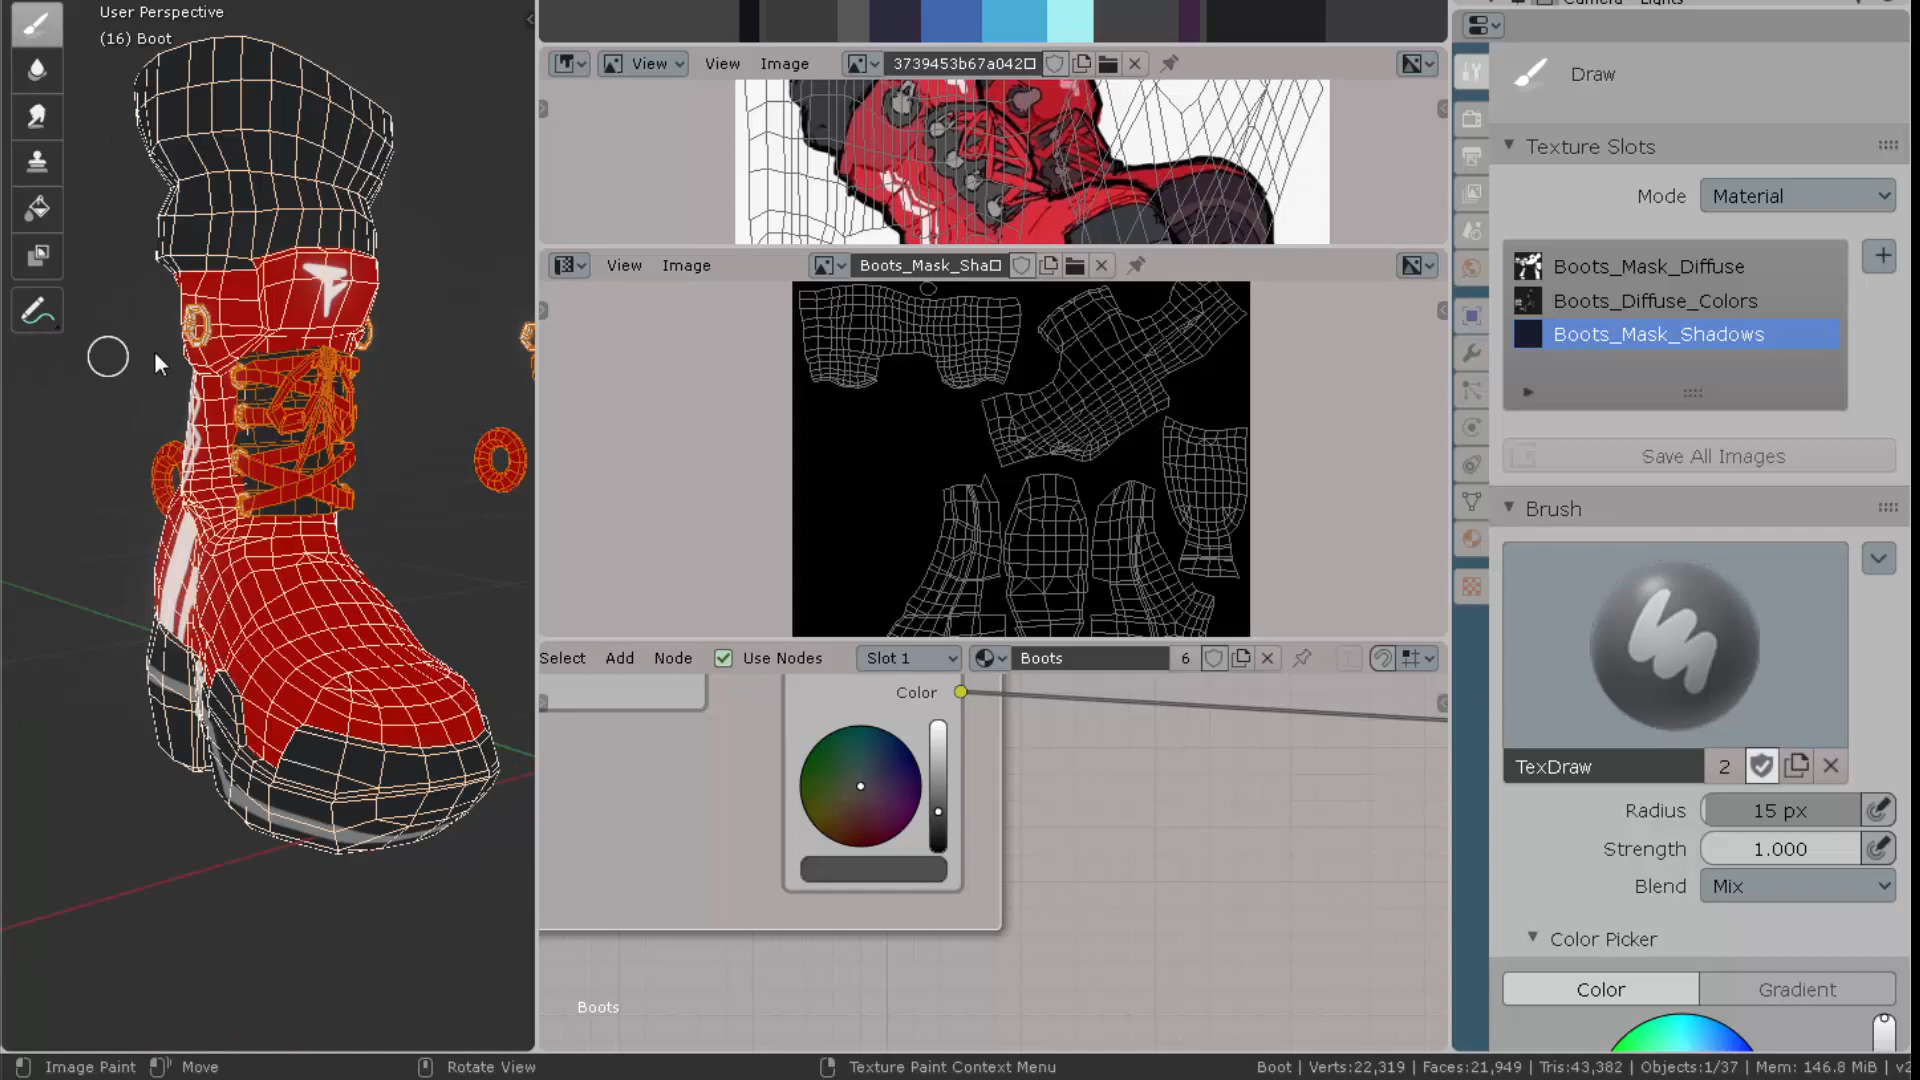 Camera Lights
User Perspective
(16) Boot
View
View
Image
3739453b67a042
Draw
Texture Slots
Mode
Material
Boots_Mask_Diffuse
Boots_Diffuse_Colors
Boots_Mask_Shadows
View
Image
Boots_Mask_Sha
Save All Images
Brush
Select
Add
Node
Use Nodes
Slot 1
Boots
6
Color
TexDraw
2
Radius
15 px
Strength
1.000
Blend
Mix
Color Picker
Color
Gradient
Boots
Image Paint
Move
Rotate View
Texture Paint Context Menu
Boot | Verts:22,319 | Faces:21,949 | Tris:43,382 | Objects:1/37 | Mem: 146.8 MiB | v2